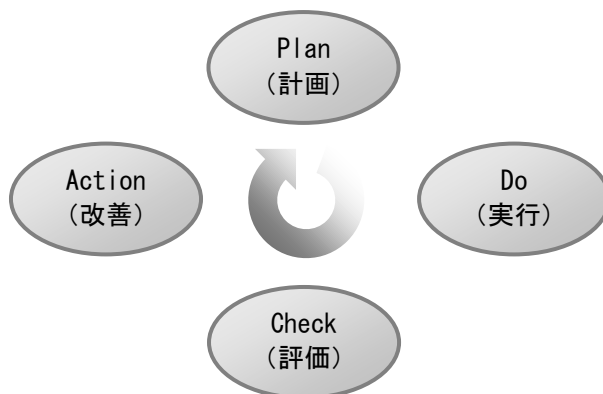 Plan
（計画）
Action
（改善）
Do
（実行）
Check
（評価）